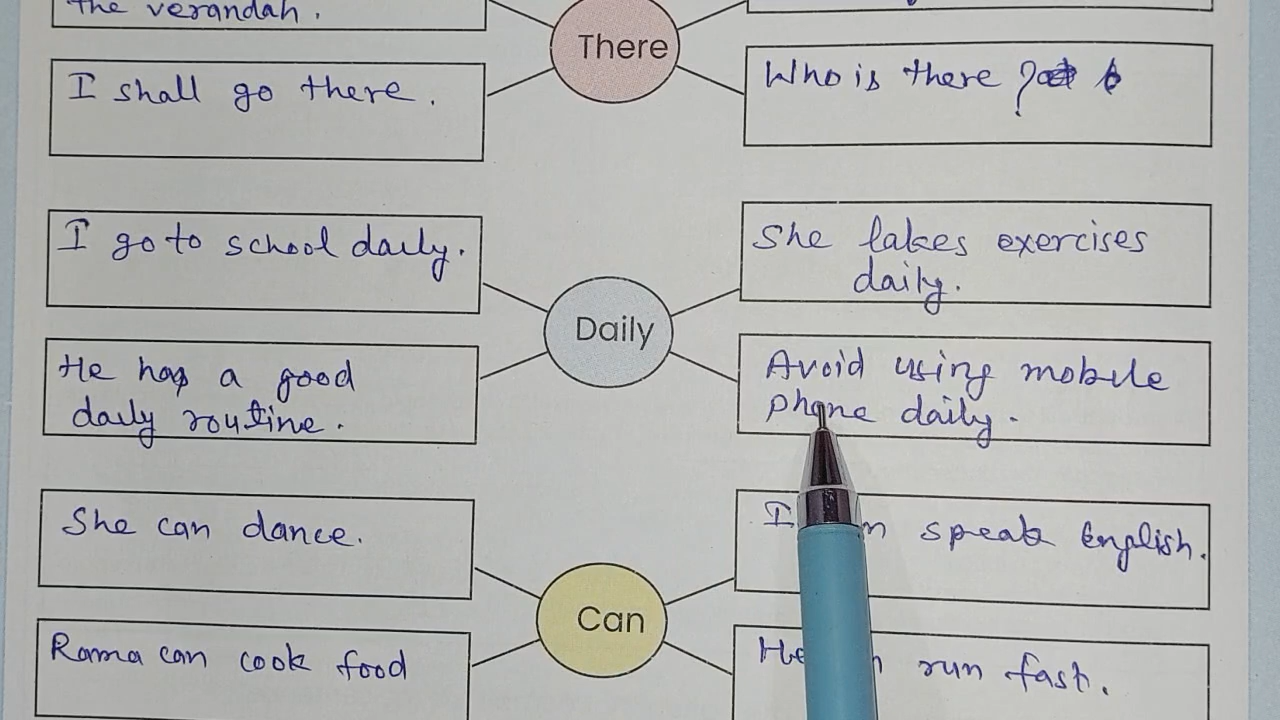 the verandah.
There
I shall go there.
Who is there ?
I go to school daily.
She takes exercises
daily.
Daily
He has a good
daily routine.
Avoid using mobile
phone daily.
She can dance.
I speak English.
Can
Rama can cook food
He run fast.